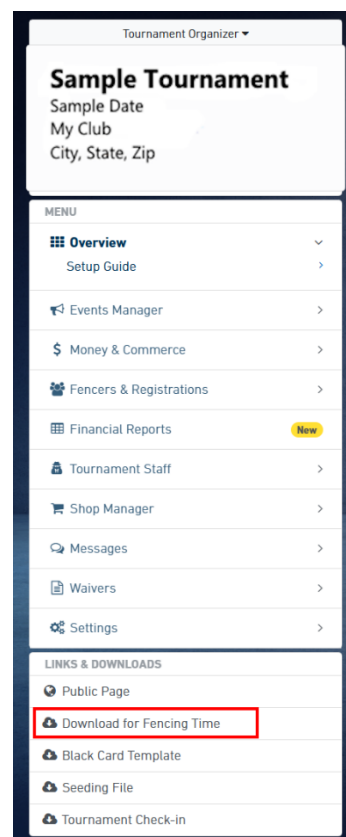 Tournament Organizer
Sample Tournament
Sample Date
My Club
City, State, Zip
MENU
Overview
Setup Guide
Events Manager
$ Money & Commerce
Fencers & Registrations
Financial Reports New
Tournament Staff
Shop Manager
Messages
Waivers
Settings
LINKS & DOWNLOADS
Public Page
Download for Fencing Time
Black Card Template
Seeding File
Tournament Check-in